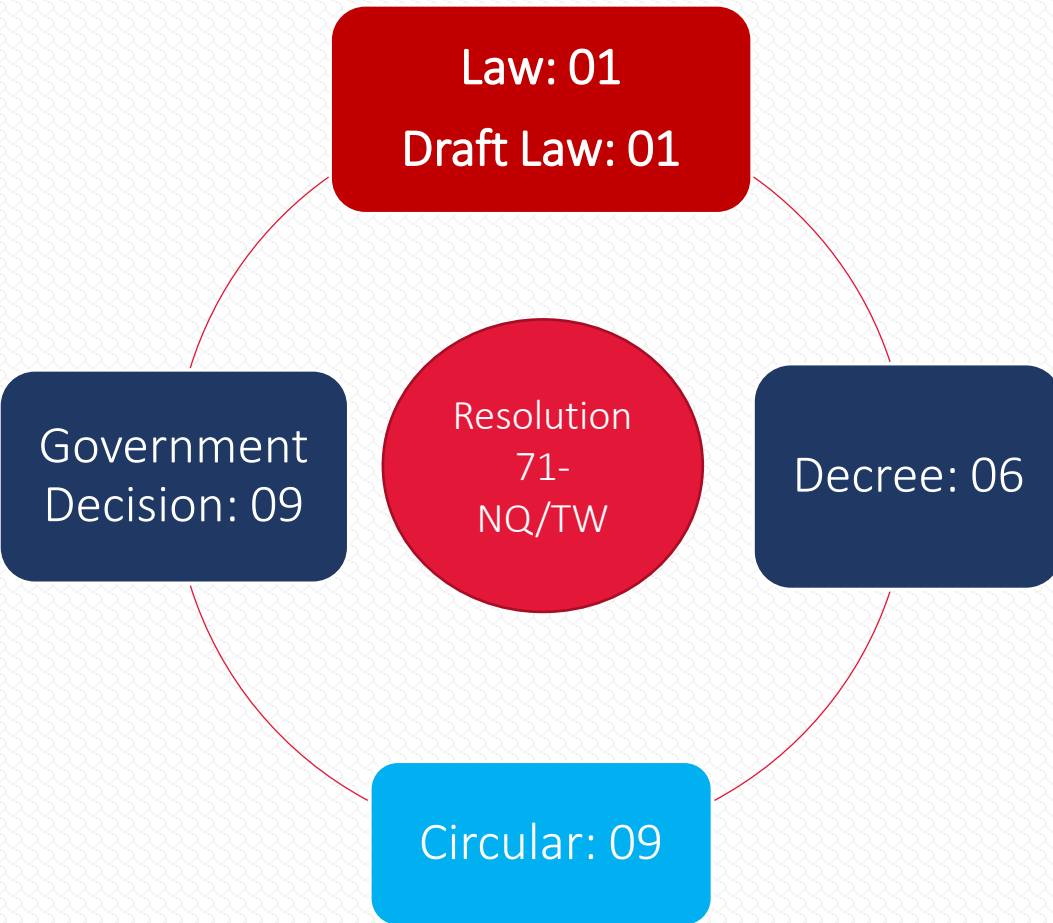 Law: 01
Draft Law: 01
Government
Decision: 09
Resolution
71-
NQ/TW
Decree: 06
Circular: 09